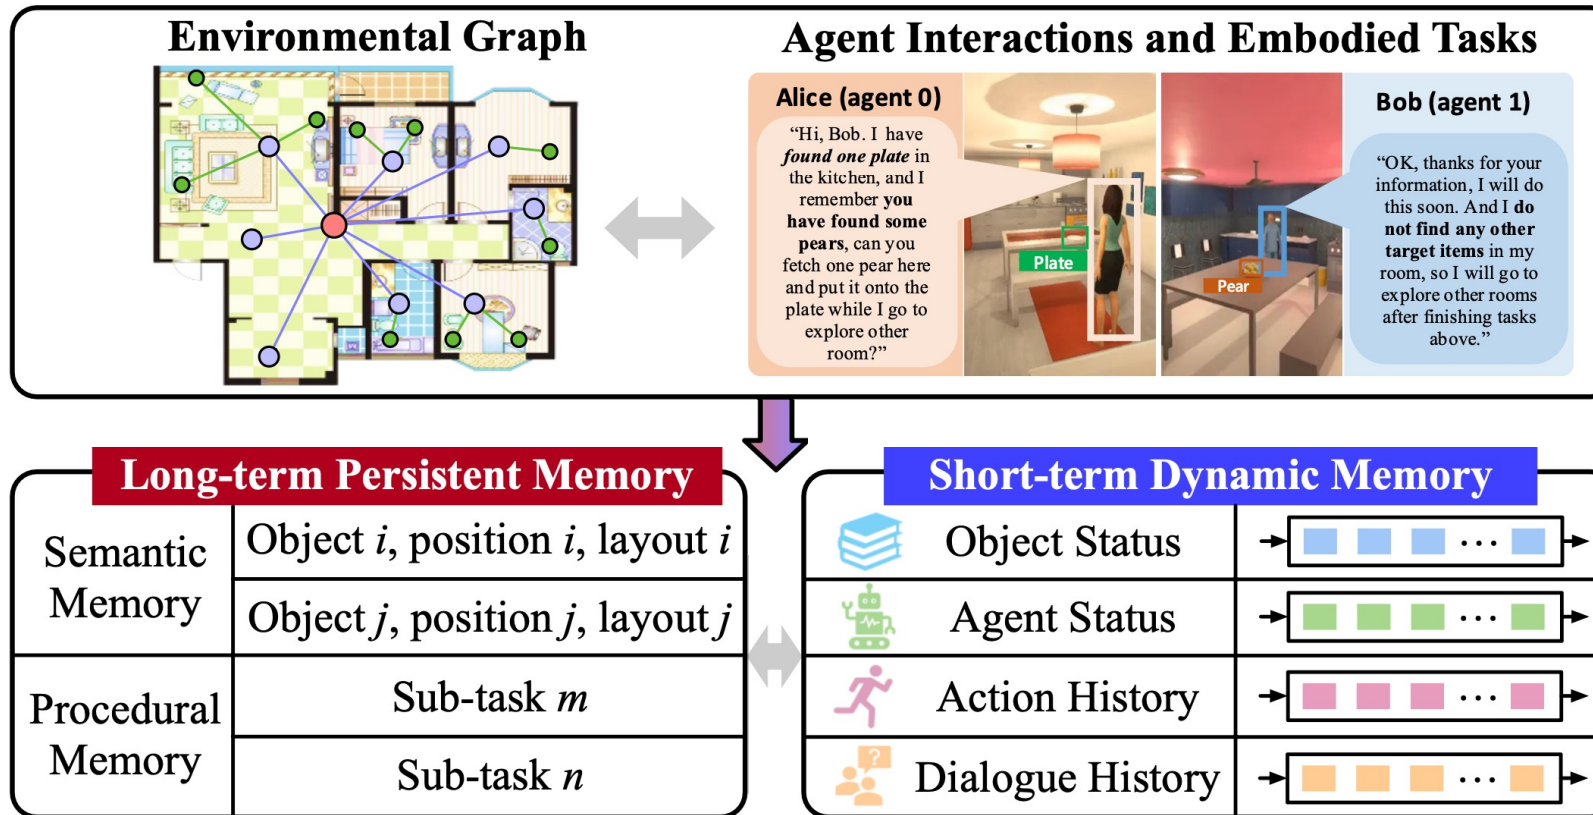 Environmental Graph
Agent Interactions and Embodied Tasks
Alice (agent 0)
“Hi, Bob. I have
found one plate in
the kitchen, and I
remember you
have found some
pears, can you
fetch one pear here
and put it onto the
plate while I go to
explore other
room?”
Plate
Pear
Bob (agent 1)
“OK, thanks for your
information, I will do
this soon. And I do
not find any other
target items in my
room, so I will go to
explore other rooms
after finishing tasks
above.”
Long-term Persistent Memory
Semantic
Memory
Object i, position i, layout i
Object j, position j, layout j
Procedural
Memory
Sub-task m
Sub-task n
Short-term Dynamic Memory
Object Status
Agent Status
Action History
?
Dialogue History